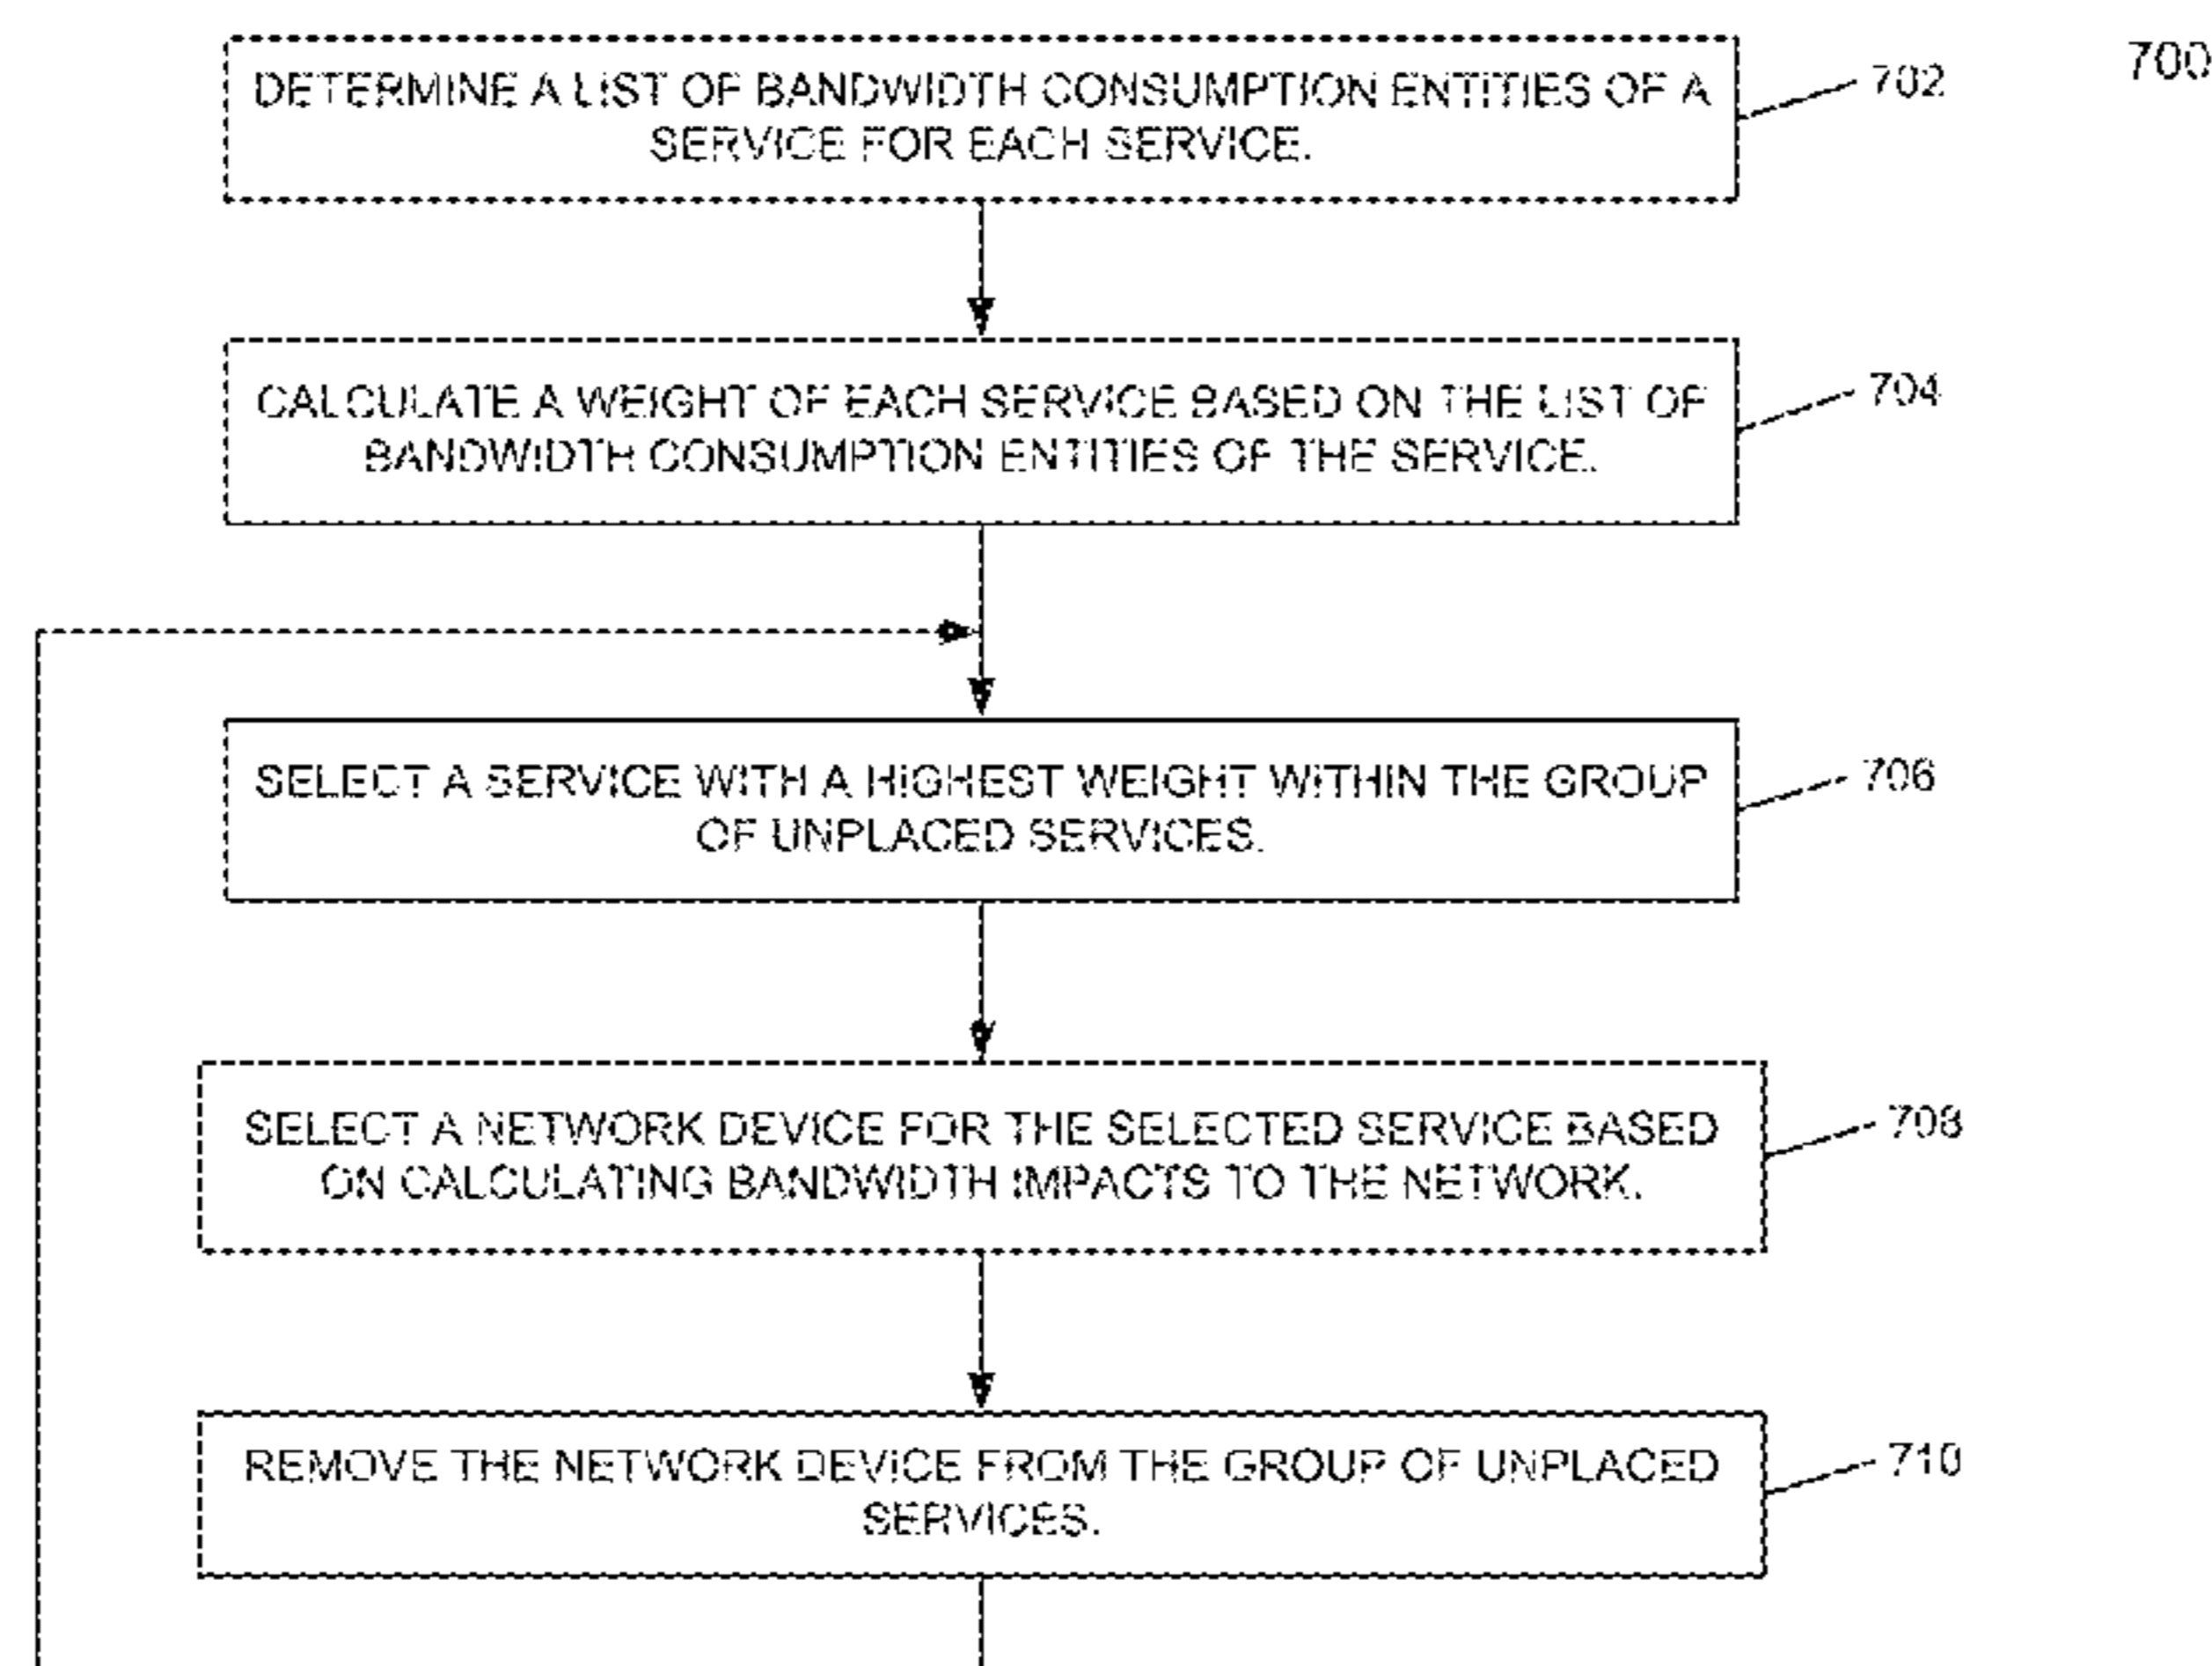 700
DETERMINE A LIST OF BANDWIDTH CONSUMPTION ENTITIES OF A
SERVICE FOR EACH SERVICE.
702
CALCULATE A WEIGHT OF EACH SERVICE BASED ON THE LIST OF
BANDWIDTH CONSUMPTION ENTITIES OF THE SERVICE.
704
SELECT A SERVICE WITH A HIGHEST WEIGHT WITHIN THE GROUP
OF UNPLACED SERVICES.
706
SELECT A NETWORK DEVICE FOR THE SELECTED SERVICE BASED
ON CALCULATING BANDWIDTH IMPACTS TO THE NETWORK.
708
REMOVE THE NETWORK DEVICE FROM THE GROUP OF UNPLACED
SERVICES.
710